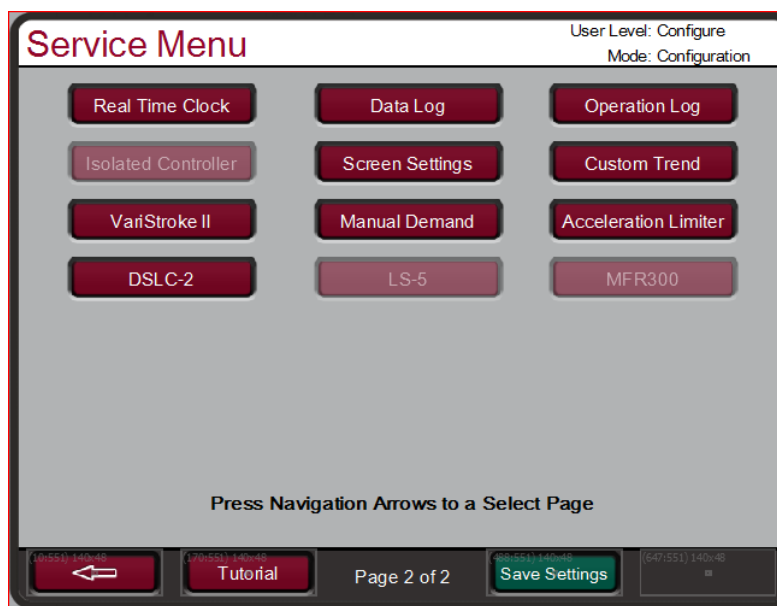 Service Menu
User Level: Configure
Mode: Configuration
Real Time Clock
Data Log
Operation Log
Isolated Controller
Screen Settings
Custom Trend
VariStroke II
Manual Demand
Acceleration Limiter
DSLC-2
LS-5
MFR300
Press Navigation Arrows to a Select Page
(10:551) 140x48
(170:551) 140x48
(488:551) 140x48
(647:551) 140x48
Tutorial
Page 2 of 2
Save Settings